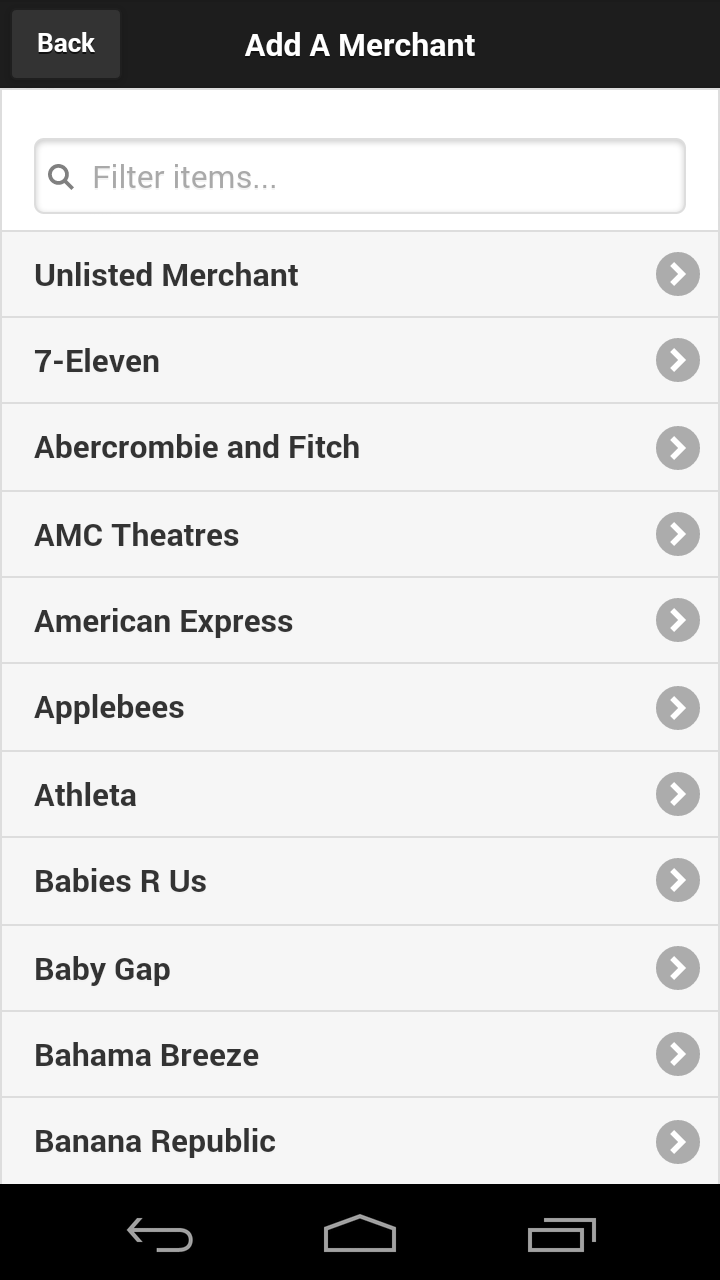 Back
Add A Merchant
Filter items...
Unlisted Merchant
7-Eleven
Abercrombie and Fitch
AMC Theatres
American Express
Applebees
Athleta
Babies R Us
Baby Gap
Bahama Breeze
Banana Republic